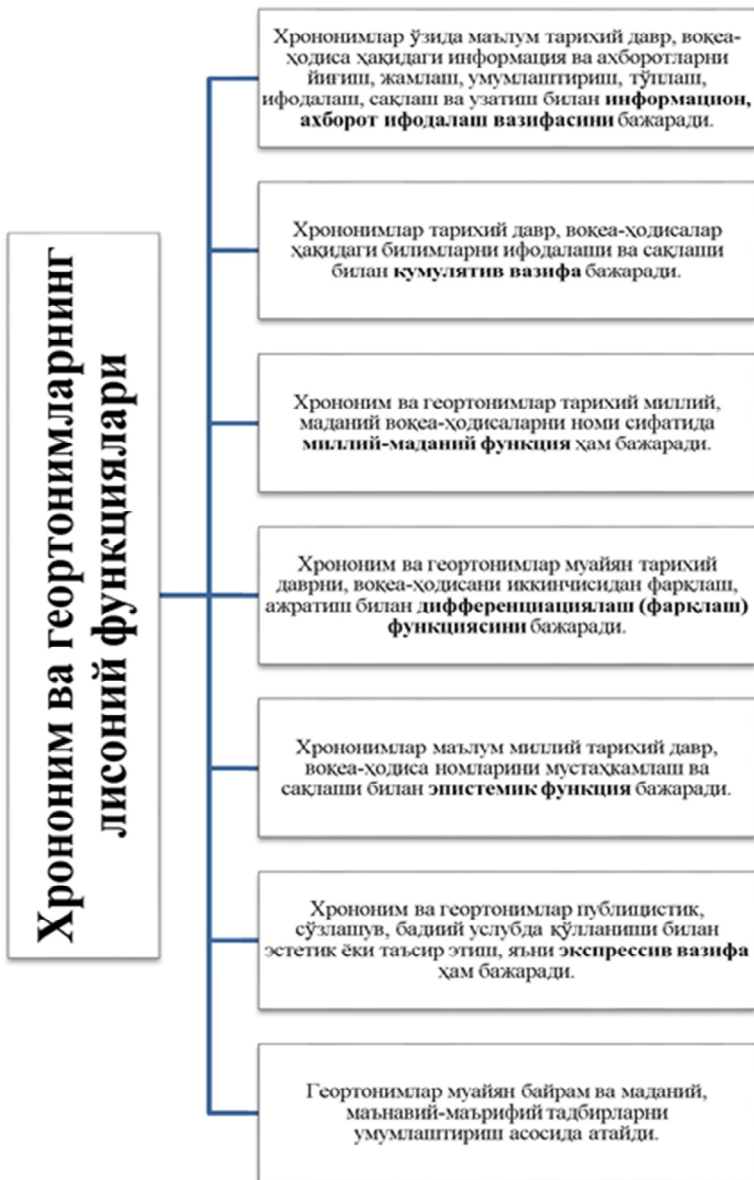 Хрононим ва геортонимларнинг
лисоний функциялари
Хрононимлар ўзида маълум тарихий давр, воқеа-
ҳодиса ҳақидаги информация ва ахборотларни
йиғиш, жамлаш, умумлаштириш, тўплаш,
ифодалаш, сақлаш ва узатиш билан информацион,
ахборот ифодалаш вазифасини бажаради.
Хрононимлар тарихий давр, воқеа-ҳодисалар
ҳақидаги билимларни ифодалаши ва сақлаши
билан кумулятив вазифа бажаради.
Хрононим ва геортонимлар тарихий миллий,
маданий воқеа-ҳодисаларни номи сифатида
миллий-маданий функция ҳам бажаради.
Хрононим ва геортонимлар муайян тарихий
даврни, воқеа-ҳодисани иккинчисидан фарқлаш,
ажратиш билан дифференциациялаш (фарқлаш)
функциясини бажаради.
Хрононимлар маълум миллий тарихий давр,
воқеа-ҳодиса номларини мустаҳкамлаш ва
сақлаши билан эпистемик функция бажаради.
Хрононим ва геортонимлар публицистик,
сўзлашув, бадиий услубда қўлланиши билан
эстетик ёки таъсир этиш, яъни экспрессив вазифа
ҳам бажаради.
Геортонимлар муайян байрам ва маданий,
маънавий-маърифий тадбирларни
умумлаштириш асосида атайди.